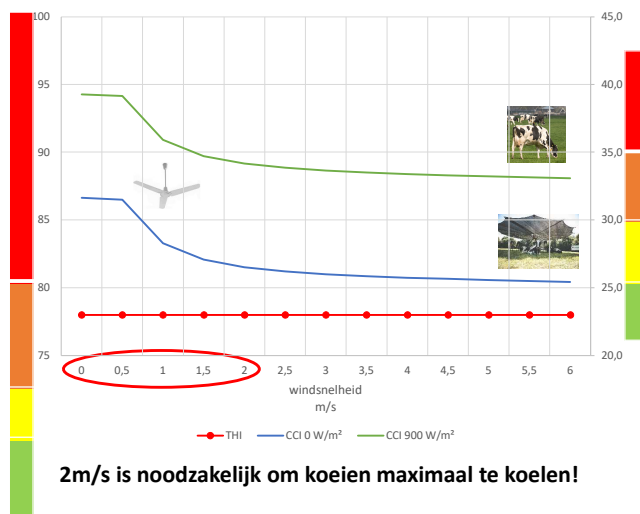 100
95
90
85
80
75
45,0
40,0
35,0
30,0
25,0
20,0
0 0,5 1 1,5 2 2,5 3 3,5 4 4,5 5 5,5 6
windsnelheid
m/s
THI CCI 0 W/m² CCI 900 W/m²
2m/s is noodzakelijk om koeien maximaal te koelen!